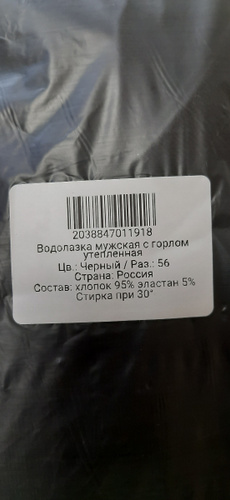 2038847011918
Водолазка мужская с горлом
утепленная
Цв.: Черный / Раз.: 56
Страна: Россия
Состав: хлопок 95% эластан 5%
Стирка при 30°